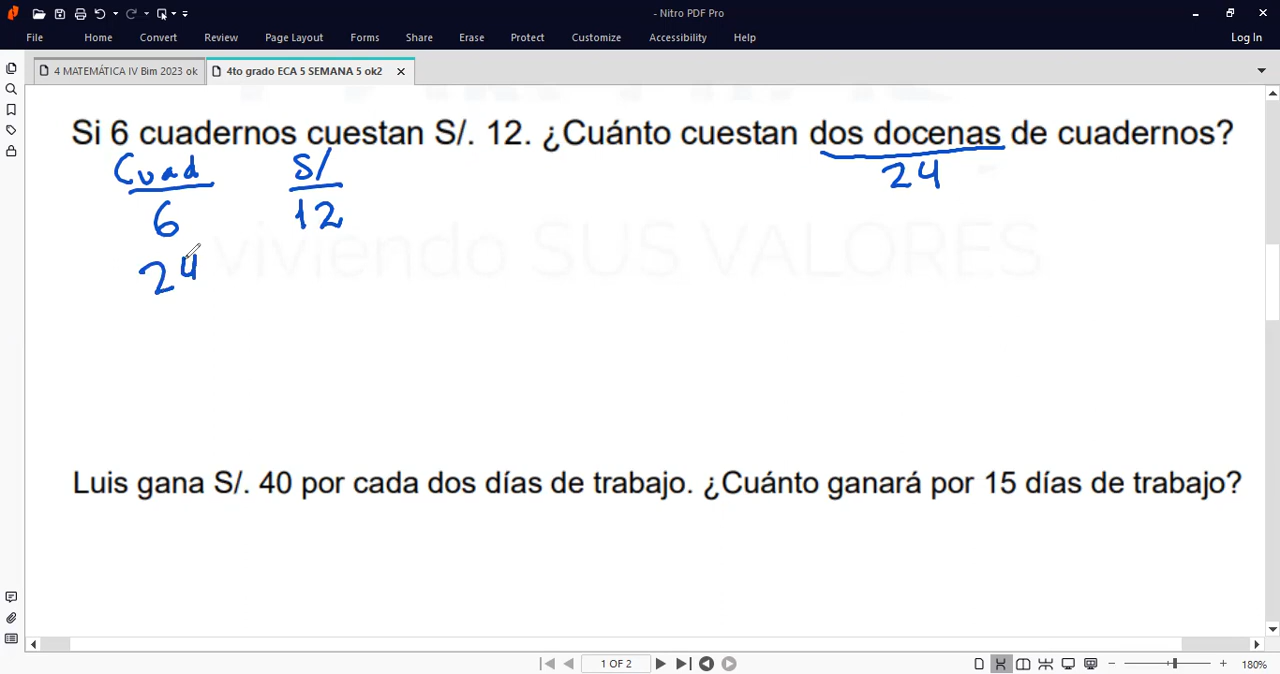 - Nitro PDF Pro
File Home Convert Review Page Layout Forms Share Erase Protect Customize Accessibility Help Log In
4 MATEMÁTICA IV Bim 2023 ok 4to grado ECA 5 SEMANA 5 ok2
Si 6 cuadernos cuestan S/. 12. ¿Cuánto cuestan dos docenas de cuadernos?
Cuad S/ 24
6 12
24
viviendo SUS VALORES
Luis gana S/. 40 por cada dos días de trabajo. ¿Cuánto ganará por 15 días de trabajo?
1 OF 2 180%